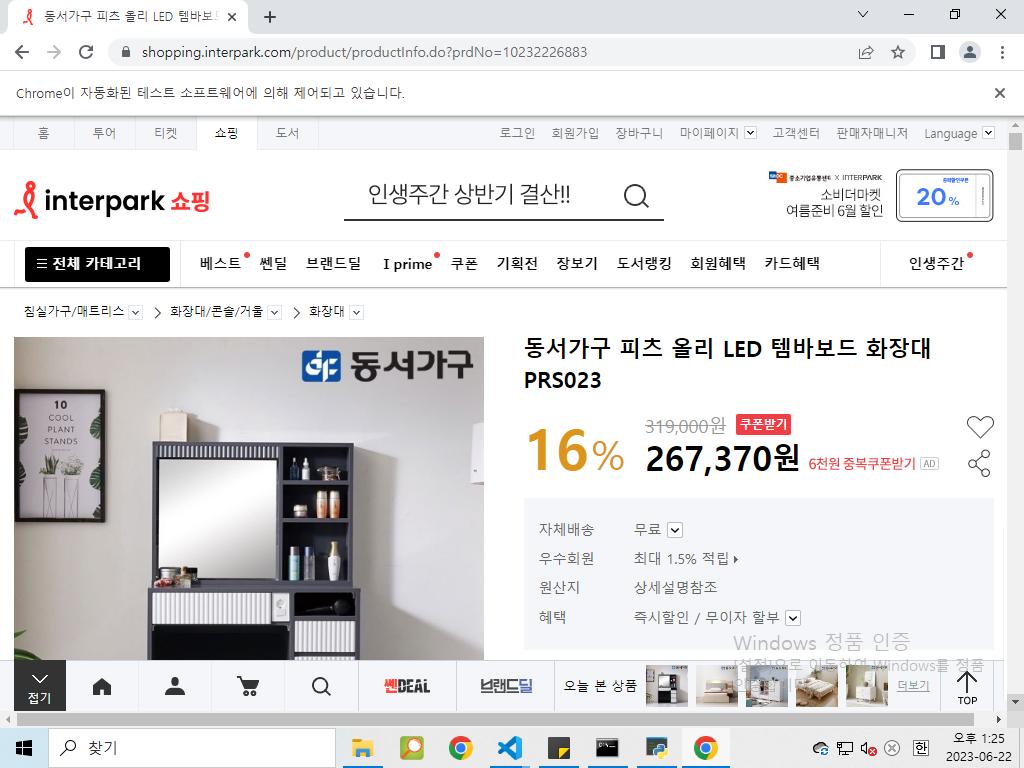 동서가구 피츠 올리 LED 템바보드
shopping.interpark.com/product/productInfo.do?prdNo=10232226883
Chrome이 자동화된 테스트 소프트웨어에 의해 제어되고 있습니다.
홈 투어 티켓 쇼핑 도서 로그인 회원가입 장바구니 마이페이지 고객센터 판매자매니저 Language
interpark 쇼핑
인생주간 상반기 결산!!
중소기업유통센터 X INTERPARK
소비더마켓
여름준비 6월 할인
중복할인쿠폰
20%
전체 카테고리 베스트 쎈딜 브랜드딜 I prime 쿠폰 기획전 장보기 도서랭킹 회원혜택 카드혜택 인생주간
침실가구/매트리스 화장대/콘솔/거울 화장대
동서가구
10
COOL
PLANT
STANDS
동서가구 피츠 올리 LED 템바보드 화장대
PRS023
16% 319,000원 쿠폰받기
267,370원 6천원 중복쿠폰받기 AD
자체배송 무료
우수회원 최대 1.5% 적립
원산지 상세설명참조
혜택 즉시할인 / 무이자 할부
Windows 정품 인증
[설정]으로 이동하여 Windows를 정품
접기 쎈DEAL 브랜드딜 오늘 본 상품 더보기 TOP
찾기
한
오후 1:25
2023-06-22